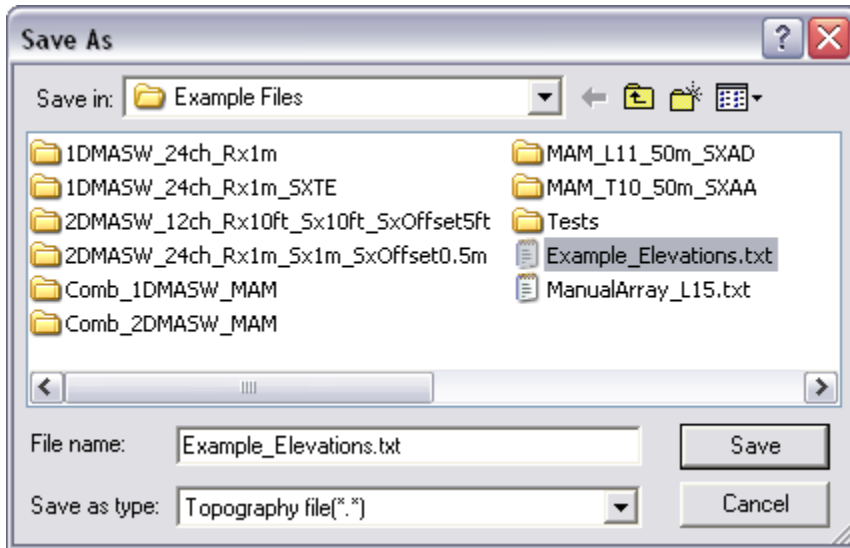 Save As
Save in: Example Files
1DMASW_24ch_Rx1m
1DMASW_24ch_Rx1m_SXTE
2DMASW_12ch_Rx10ft_Sx10ft_SxOffset5ft
2DMASW_24ch_Rx1m_Sx1m_SxOffset0.5m
Comb_1DMASW_MAM
Comb_2DMASW_MAM
MAM_L11_50m_SXAD
MAM_T10_50m_SXAA
Tests
Example_Elevations.txt
ManualArray_L15.txt
File name: Example_Elevations.txt Save
Save as type: Topography file(*.*) Cancel